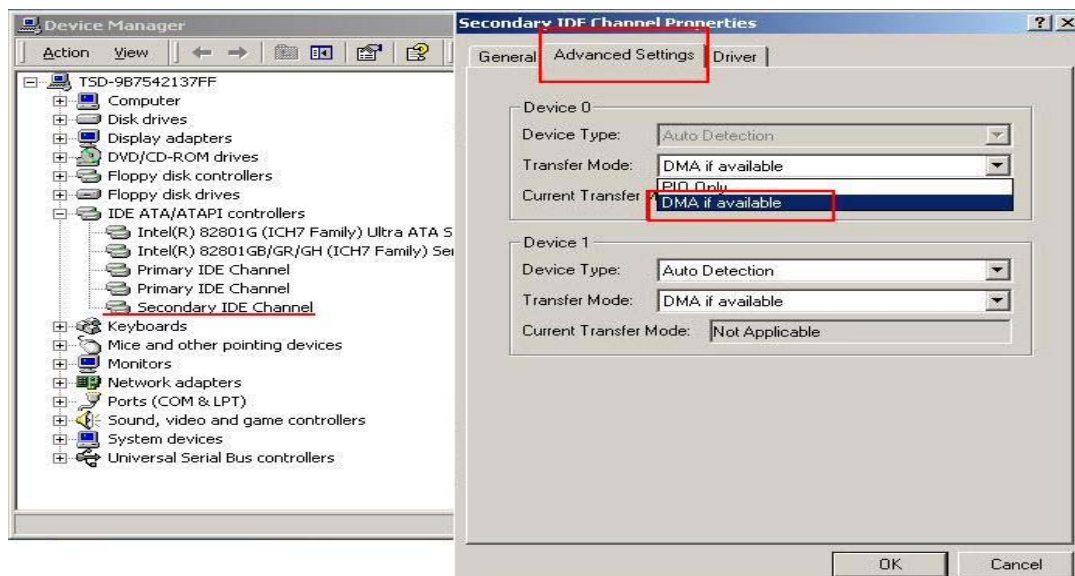 Device Manager
Action View
TSD-9B7542137FF
Computer
Disk drives
Display adapters
DVD/CD-ROM drives
Floppy disk controllers
Floppy disk drives
IDE ATA/ATAPI controllers
Intel(R) 82801G (ICH7 Family) Ultra ATA S
Intel(R) 82801GB/GR/GH (ICH7 Family) Ser
Primary IDE Channel
Primary IDE Channel
Secondary IDE Channel
Keyboards
Mice and other pointing devices
Monitors
Network adapters
Ports (COM & LPT)
Sound, video and game controllers
System devices
Universal Serial Bus controllers
Secondary IDE Channel Properties
General Advanced Settings Driver
Device 0
Device Type: Auto Detection
Transfer Mode: DMA if available
PIO Only
Current Transfer M DMA if available
Device 1
Device Type: Auto Detection
Transfer Mode: DMA if available
Current Transfer Mode: Not Applicable
OK Cancel